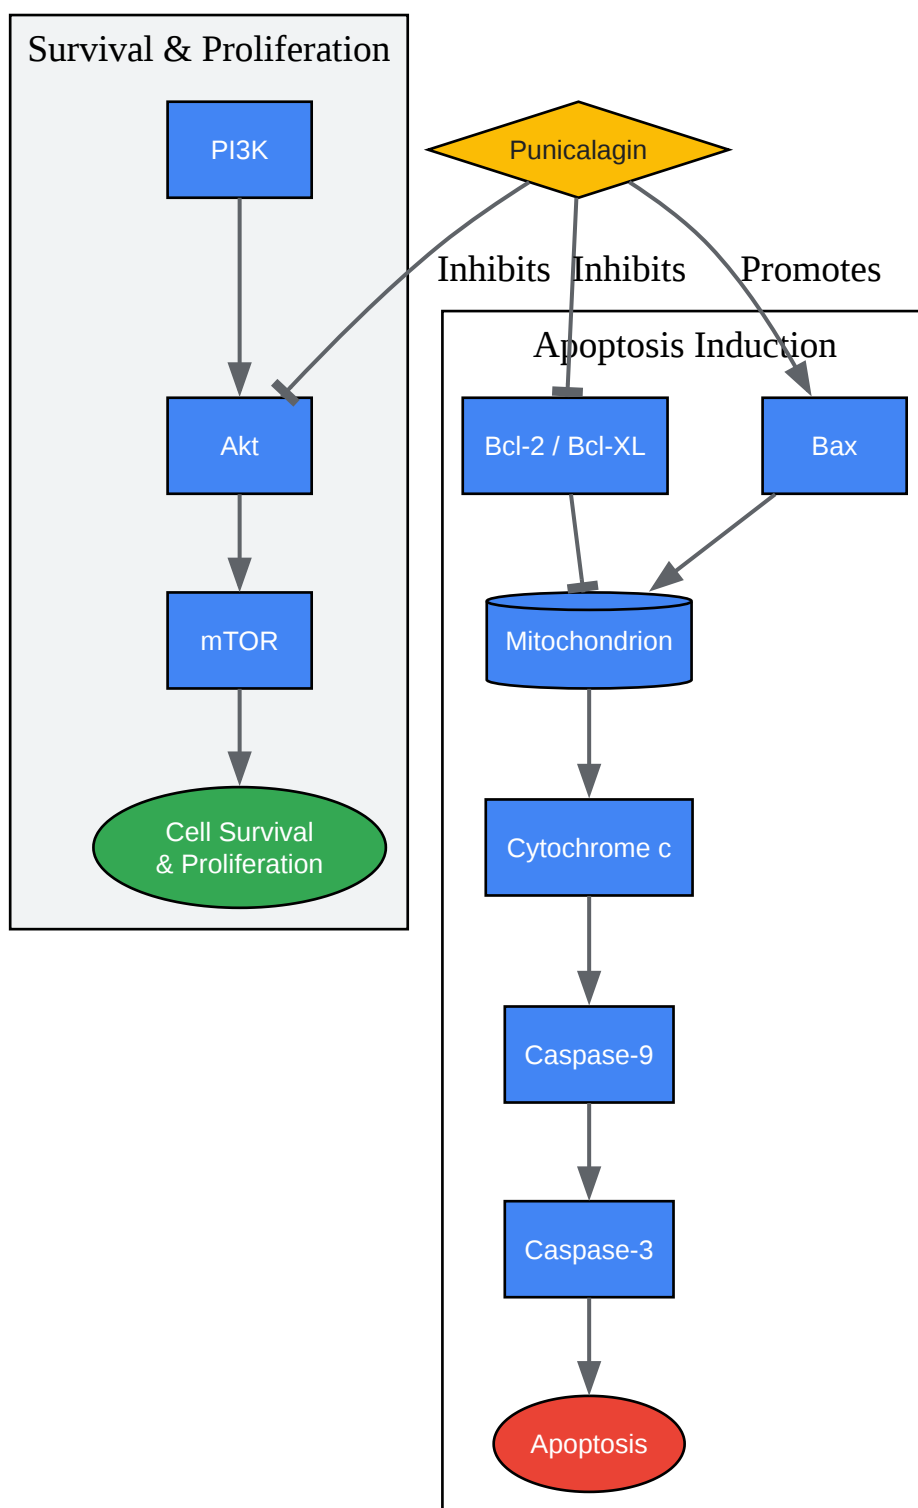 Survival & Proliferation
PI3K
Punicalagin
Inhibits
Inhibits
Promotes
Apoptosis Induction
Akt
Bcl-2 / Bcl-XL
Bax
mTOR
Mitochondrion
Cell Survival
& Proliferation
Cytochrome c
Caspase-9
Caspase-3
Apoptosis